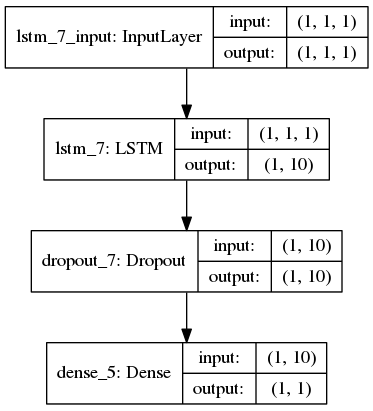 lstm_7_input: InputLayer
input: (1, 1, 1)
output: (1, 1, 1)
lstm_7: LSTM
input: (1, 1, 1)
output: (1, 10)
dropout_7: Dropout
input: (1, 10)
output: (1, 10)
dense_5: Dense
input: (1, 10)
output: (1, 1)